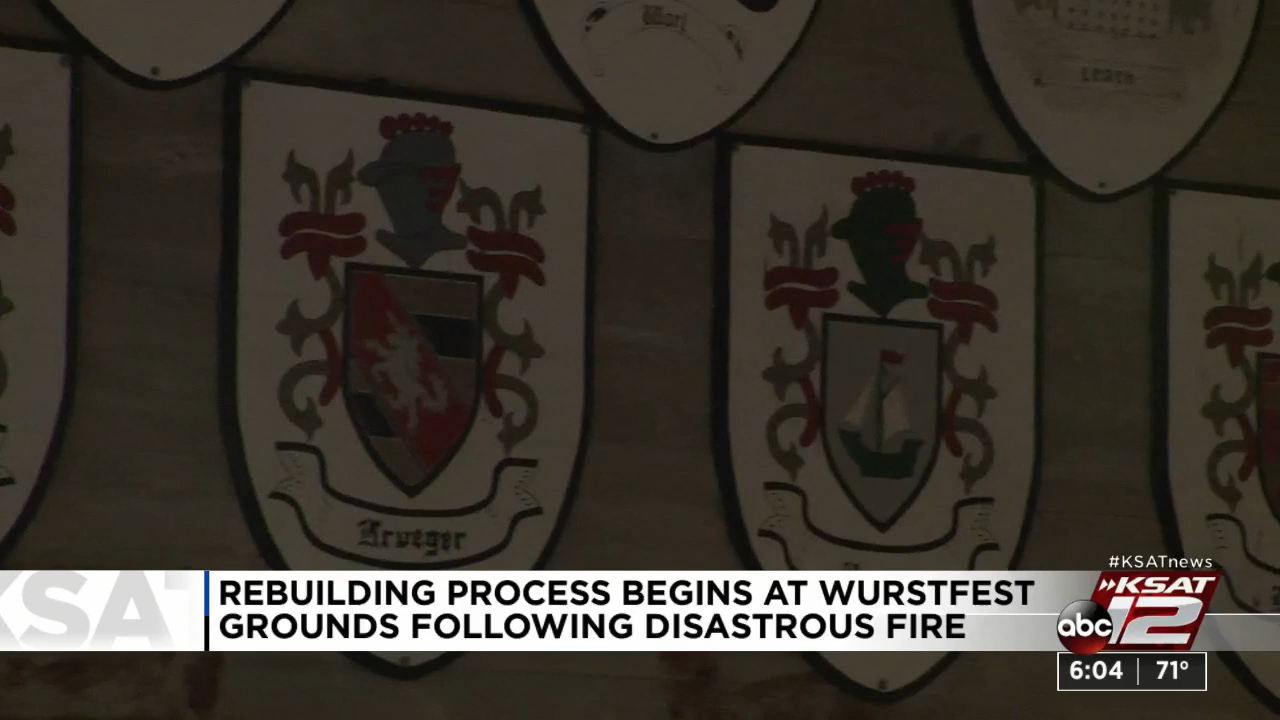 Krueger
#KSATnews
REBUILDING PROCESS BEGINS AT WURSTFEST
GROUNDS FOLLOWING DISASTROUS FIRE
KSAT
abc 12
6:04 71°